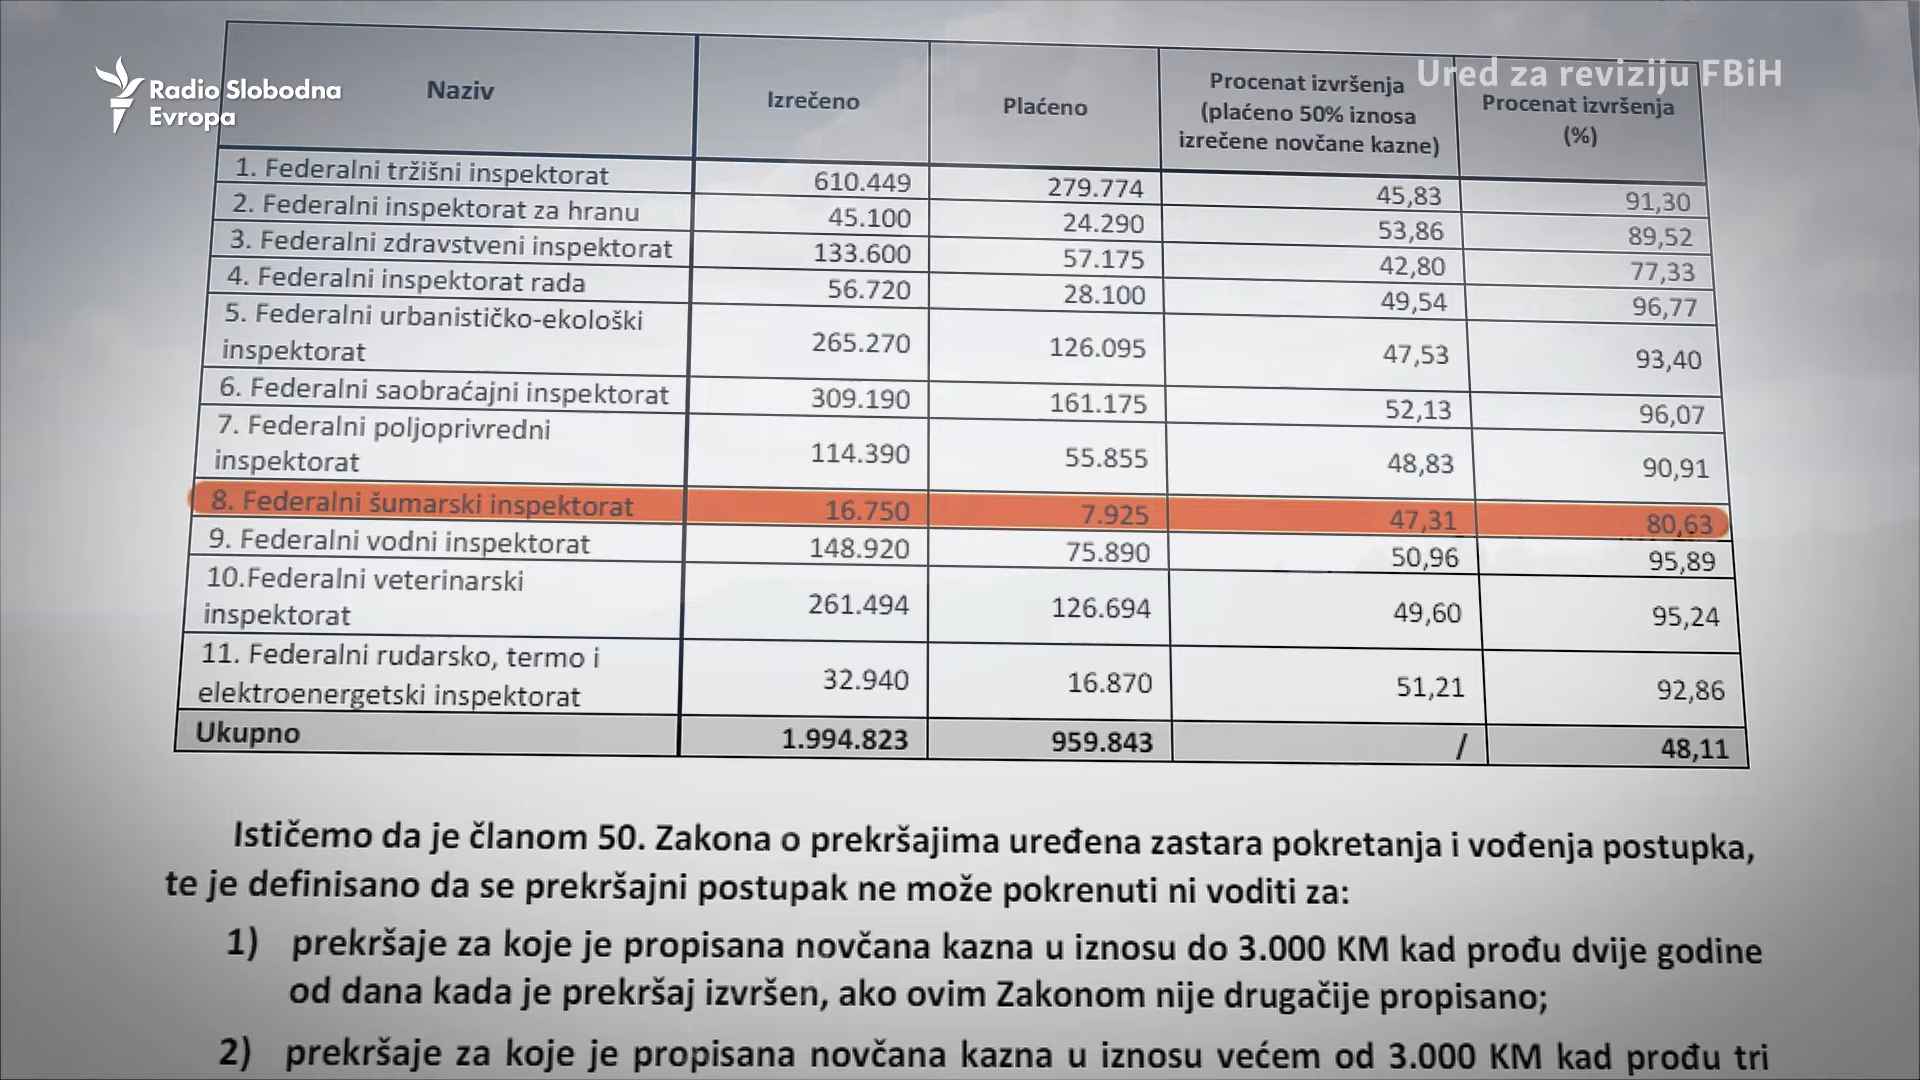 Radio Slobodna
Evropa
Ured za reviziju FBiH
Naziv
Izrečeno
Plaćeno
Procenat izvršenja
(plaćeno 50% iznosa
izrečene novčane kazne)
Procenat izvršenja
(%)
1. Federalni tržišni inspektorat 610.449 279.774 45,83 91,30
2. Federalni inspektorat za hranu 45.100 24.290 53,86 89,52
3. Federalni zdravstveni inspektorat 133.600 57.175 42,80 77,33
4. Federalni inspektorat rada 56.720 28.100 49,54 96,77
5. Federalni urbanističko-ekološki
inspektorat 265.270 126.095 47,53 93,40
6. Federalni saobraćajni inspektorat 309.190 161.175 52,13 96,07
7. Federalni poljoprivredni
inspektorat 114.390 55.855 48,83 90,91
8. Federalni šumarski inspektorat 16.750 7.925 47,31 80,63
9. Federalni vodni inspektorat 148.920 75.890 50,96 95,89
10.Federalni veterinarski
inspektorat 261.494 126.694 49,60 95,24
11. Federalni rudarsko, termo i
elektroenergetski inspektorat 32.940 16.870 51,21 92,86
Ukupno 1.994.823 959.843 / 48,11
Ističemo da je članom 50. Zakona o prekršajima uređena zastara pokretanja i vođenja postupka,
te je definisano da se prekršajni postupak ne može pokrenuti ni voditi za:
1) prekršaje za koje je propisana novčana kazna u iznosu do 3.000 KM kad prođu dvije godine
od dana kada je prekršaj izvršen, ako ovim Zakonom nije drugačije propisano;
2) prekršaje za koje je propisana novčana kazna u iznosu većem od 3.000 KM kad prođu tri